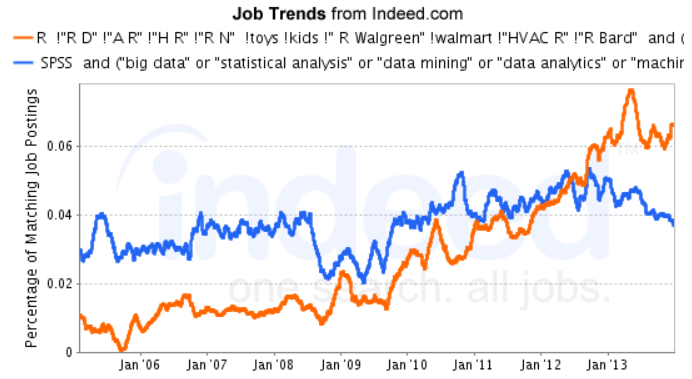 Job Trends from Indeed.com
R !"R D" !"A R" !"H R" !"R N" !toys !kids !" R Walgreen" !walmart !"HVAC R" !"R Bard" and (
SPSS and ("big data" or "statistical analysis" or "data mining" or "data analytics" or "machin
Percentage of Matching Job Postings
0.06
0.04
0.02
0
indeed
TM
one search. all jobs.
Jan '06 Jan '07 Jan '08 Jan '09 Jan '10 Jan '11 Jan '12 Jan '13